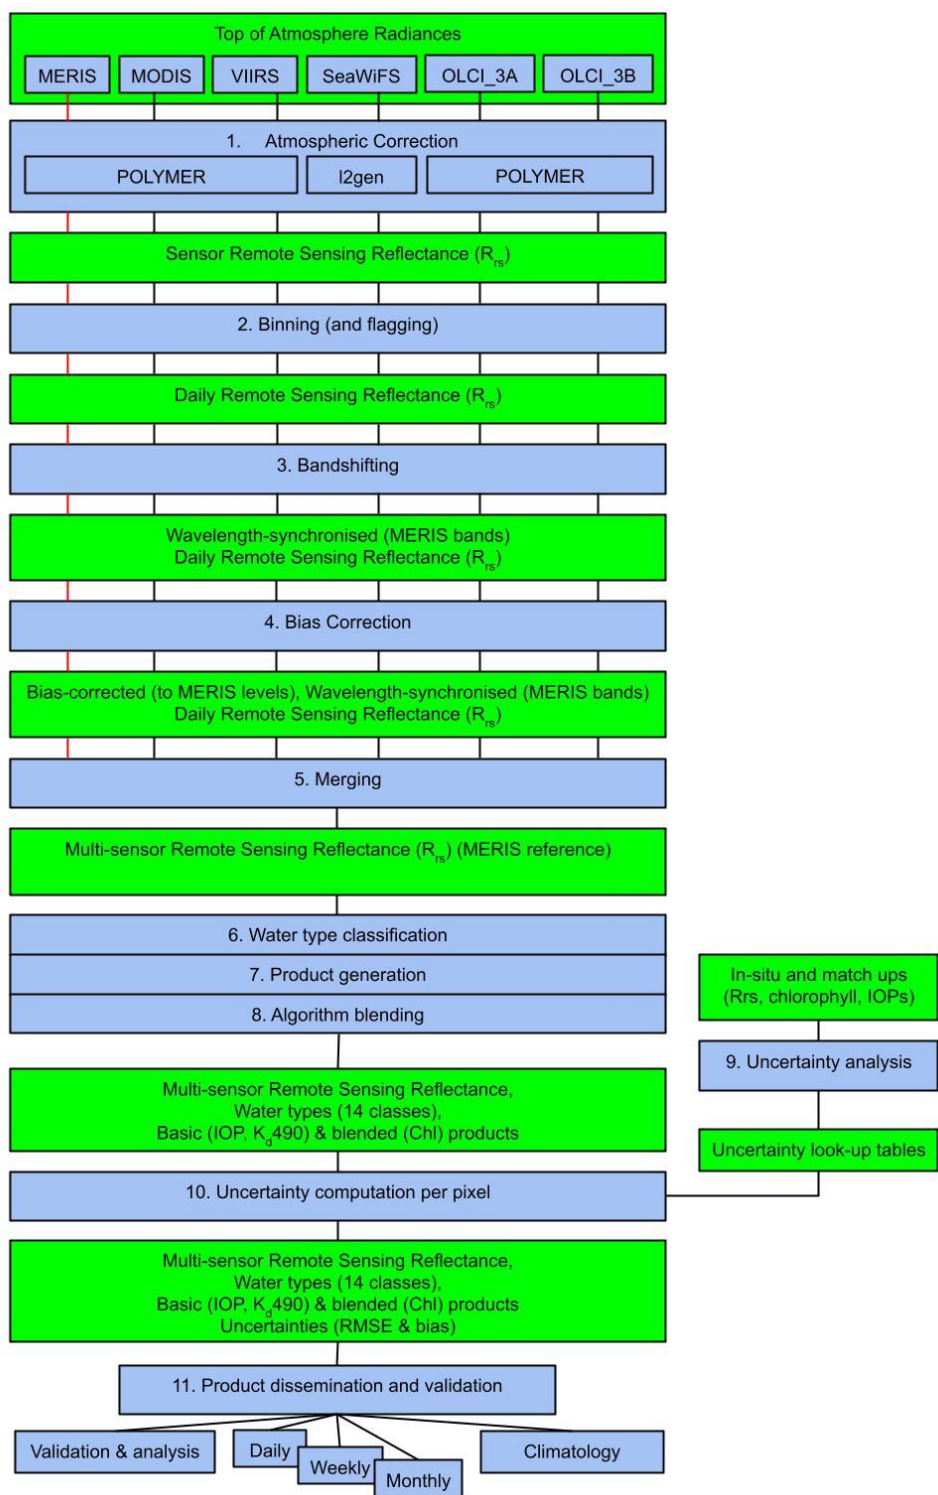 Top of Atmosphere Radiances
MERIS MODIS VIIRS SeaWiFS OLCI_3A OLCI_3B
1. Atmospheric Correction
POLYMER l2gen POLYMER
Sensor Remote Sensing Reflectance (Rrs)
2. Binning (and flagging)
Daily Remote Sensing Reflectance (Rrs)
3. Bandshifting
Wavelength-synchronised (MERIS bands)
Daily Remote Sensing Reflectance (Rrs)
4. Bias Correction
Bias-corrected (to MERIS levels), Wavelength-synchronised (MERIS bands)
Daily Remote Sensing Reflectance (Rrs)
5. Merging
Multi-sensor Remote Sensing Reflectance (Rrs) (MERIS reference)
6. Water type classification
7. Product generation
8. Algorithm blending
In-situ and match ups
(Rrs, chlorophyll, IOPs)
9. Uncertainty analysis
Uncertainty look-up tables
Multi-sensor Remote Sensing Reflectance,
Water types (14 classes),
Basic (IOP, Kd490) & blended (Chl) products
10. Uncertainty computation per pixel
Multi-sensor Remote Sensing Reflectance,
Water types (14 classes),
Basic (IOP, Kd490) & blended (Chl) products
Uncertainties (RMSE & bias)
11. Product dissemination and validation
Validation & analysis
Daily
Weekly
Monthly
Climatology